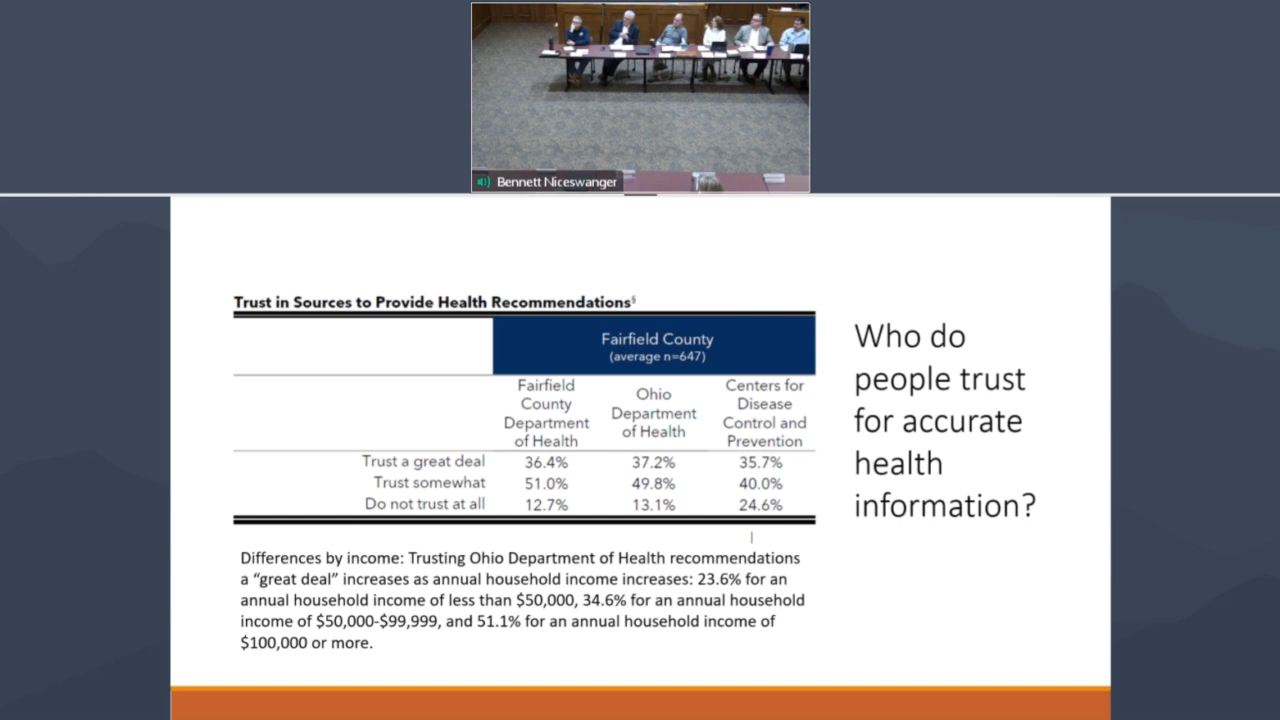 Bennett Niceswanger
Trust in Sources to Provide Health Recommendations§
Fairfield County
(average n=647)
Fairfield County Department of Health
Ohio Department of Health
Centers for Disease Control and Prevention
Trust a great deal 36.4% 37.2% 35.7%
Trust somewhat 51.0% 49.8% 40.0%
Do not trust at all 12.7% 13.1% 24.6%
Differences by income: Trusting Ohio Department of Health recommendations
a “great deal” increases as annual household income increases: 23.6% for an
annual household income of less than $50,000, 34.6% for an annual household
income of $50,000-$99,999, and 51.1% for an annual household income of
$100,000 or more.
Who do
people trust
for accurate
health
information?